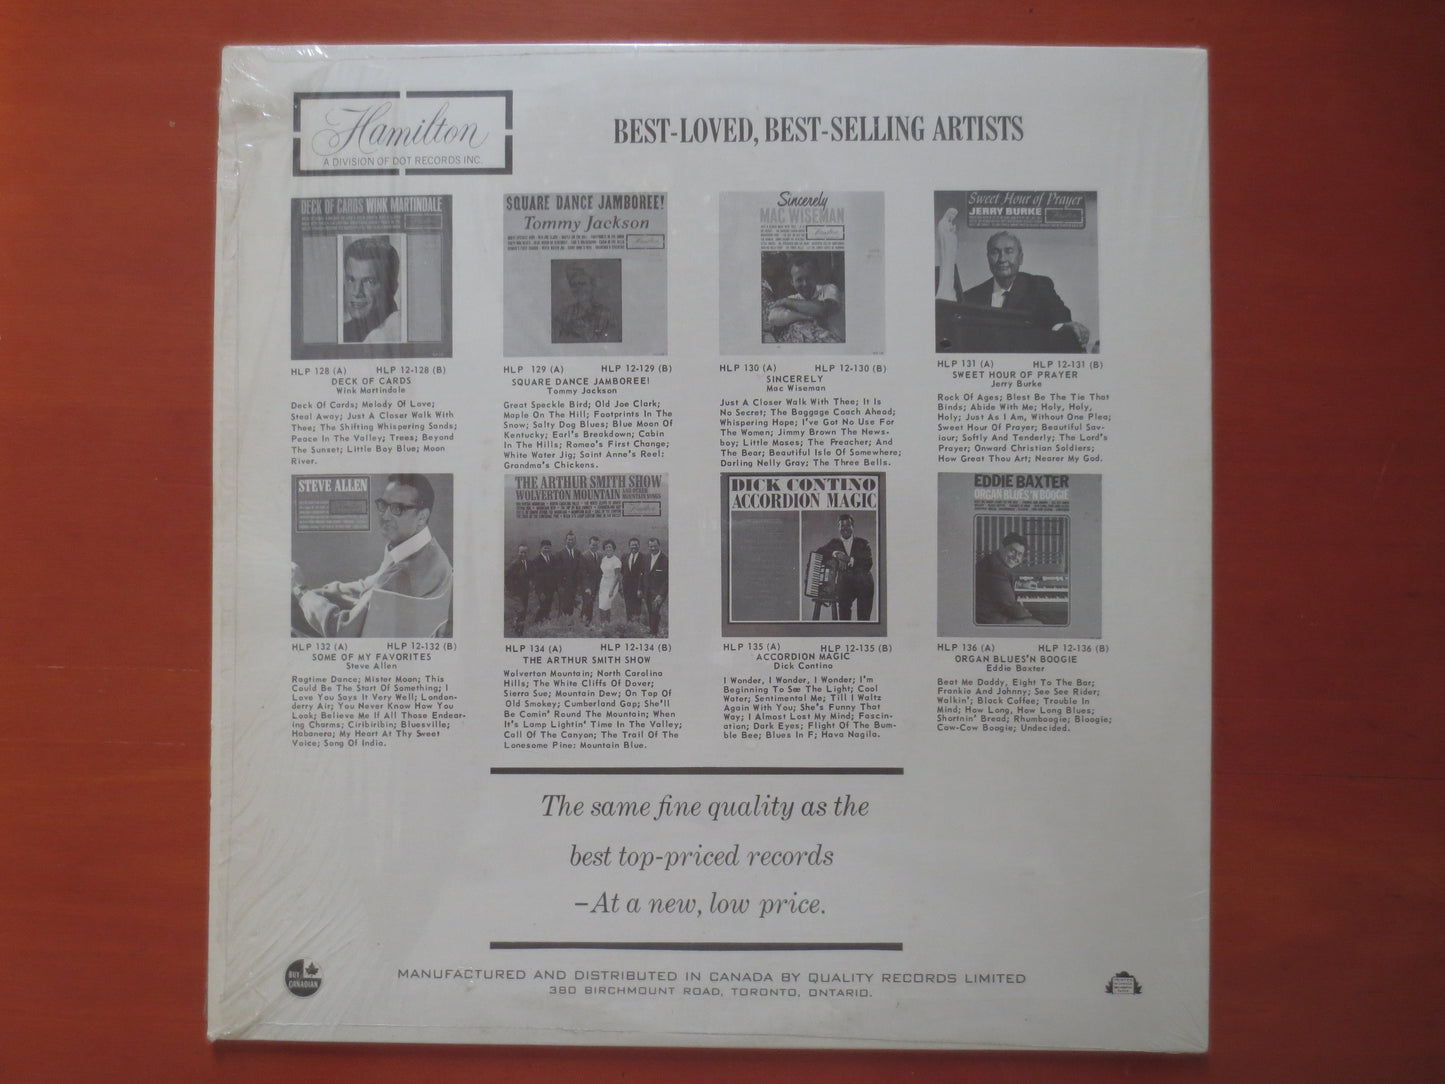 Hamilton
A DIVISION OF DOT RECORDS INC.
BEST-LOVED, BEST-SELLING ARTISTS
DECK OF CARDS WINK MARTINDALE
HLP 128 (A) HLP 12-128 (B)
DECK OF CARDS
Wink Martindale
Deck Of Cards; Melody Of Love;
Steal Away; Just A Closer Walk With
Thee; The Shifting Whispering Sands;
Peace In The Valley; Trees; Beyond
The Sunset; Little Boy Blue; Moon
River.
SQUARE DANCE JAMBOREE!
Tommy Jackson
HLP 129 (A) HLP 12-129 (B)
SQUARE DANCE JAMBOREE!
Tommy Jackson
Great Speckle Bird; Old Joe Clark;
Maple On The Hill; Footprints In The
Snow; Salty Dog Blues; Blue Moon Of
Kentucky; Earl's Breakdown; Cabin
In The Hills; Romeo's First Change;
White Water Jig; Saint Anne's Reel;
Grandma's Chickens.
Sincerely
MAC WISEMAN
HLP 130 (A) HLP 12-130 (B)
SINCERELY
Mac Wiseman
Just A Closer Walk With Thee; It Is
No Secret; The Baggage Coach Ahead;
Whispering Hope; I've Got No Use For
The Women; Jimmy Brown The News-
boy; Little Moses; The Preacher; And
The Bear; Beautiful Isle Of Somewhere;
Darling Nelly Gray; The Three Bells.
Sweet Hour of Prayer
JERRY BURKE
HLP 131 (A) HLP 12-131 (B)
SWEET HOUR OF PRAYER
Jerry Burke
Rock Of Ages; Blest Be The Tie That
Binds; Abide With Me; Holy, Holy,
Holy; Just As I Am, Without One Plea;
Sweet Hour Of Prayer; Beautiful Sav-
iour; Softly And Tenderly; The Lord's
Prayer; Onward Christian Soldiers;
How Great Thou Art; Nearer My God.
STEVE ALLEN
HLP 132 (A) HLP 12-132 (B)
SOME OF MY FAVORITES
Steve Allen
Ragtime Dance; Mister Moon; This
Could Be The Start Of Something; I
Love You Says It Very Well; London-
derry Air; You Never Know How You
Look; Believe Me If All Those Endear-
ing Charms; Ciribiribin; Bluesville;
Habanera; My Heart At Thy Sweet
Voice; Song Of India.
THE ARTHUR SMITH SHOW
WOLVERTON MOUNTAIN AND OTHER MOUNTAIN SONGS
HLP 134 (A) HLP 12-134 (B)
THE ARTHUR SMITH SHOW
Wolverton Mountain; North Carolina
Hills; The White Cliffs Of Dover;
Sierra Sue; Mountain Dew; On Top Of
Old Smokey; Cumberland Gap; She'll
Be Comin' Round The Mountain; When
It's Lamp Lightin' Time In The Valley;
Call Of The Canyon; The Trail Of The
Lonesome Pine; Mountain Blue.
DICK CONTINO
ACCORDION MAGIC
HLP 135 (A) HLP 12-135 (B)
ACCORDION MAGIC
Dick Contino
I Wonder, I Wonder, I Wonder; I'm
Beginning To See The Light; Cool
Water; Sentimental Me; Till I Waltz
Again With You; She's Funny That
Way; I Almost Lost My Mind; Fascin-
ation; Dark Eyes; Flight Of The Bum-
ble Bee; Blues In F; Hava Nagila.
EDDIE BAXTER
ORGAN BLUES 'N BOOGIE
HLP 136 (A) HLP 12-136 (B)
ORGAN BLUES'N BOOGIE
Eddie Baxter
Beat Me Daddy, Eight To The Bar;
Frankie And Johnny; See See Rider;
Walkin'; Black Coffee; Trouble In
Mind; How Long, How Long Blues;
Shortnin' Bread; Rhumboogie; Bloogie;
Cow-Cow Boogie; Undecided.
The same fine quality as the
best top-priced records
–At a new, low price.
BUY
CANADIAN
MANUFACTURED AND DISTRIBUTED IN CANADA BY QUALITY RECORDS LIMITED
380 BIRCHMOUNT ROAD, TORONTO, ONTARIO.